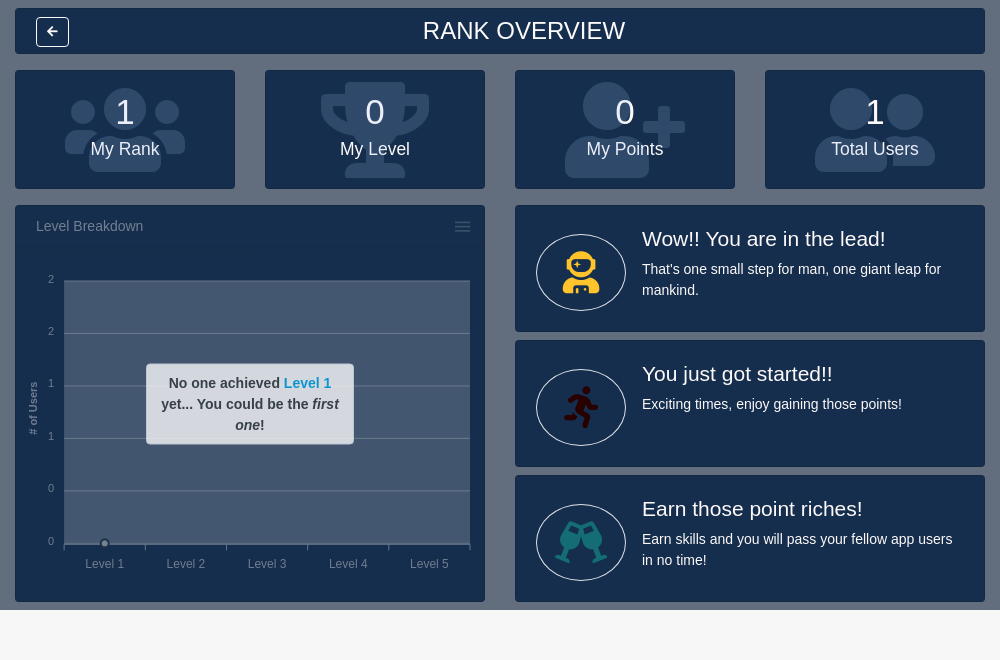 RANK OVERVIEW
1
My Rank
0
My Level
0
My Points
1
Total Users
Level Breakdown
2
2
1
1
0
0
# of Users
No one achieved Level 1
yet... You could be the first
one!
Level 1 Level 2 Level 3 Level 4 Level 5
Wow!! You are in the lead!
That's one small step for man, one giant leap for
mankind.
You just got started!!
Exciting times, enjoy gaining those points!
Earn those point riches!
Earn skills and you will pass your fellow app users
in no time!